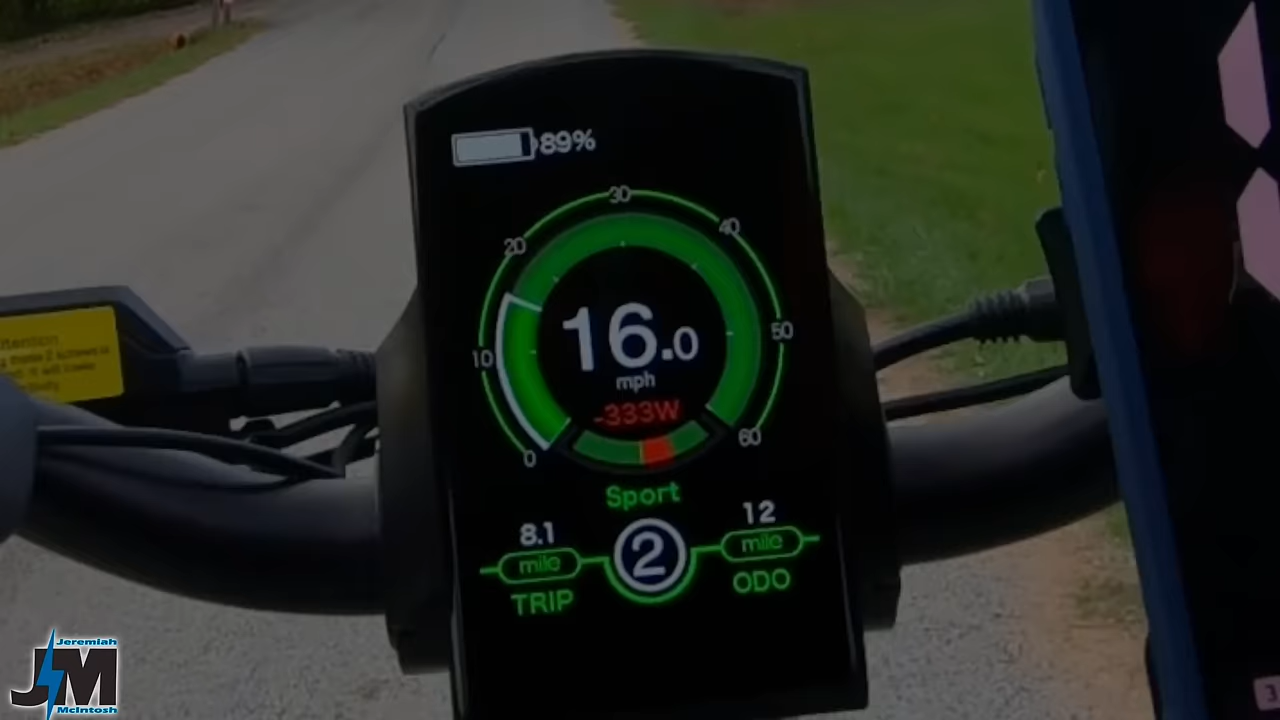 89%
30
20
40
10
50
16.0
mph
-333W
0
60
Sport
8.1
12
mile
2
mile
TRIP
ODO
Jeremiah
JM
McIntosh